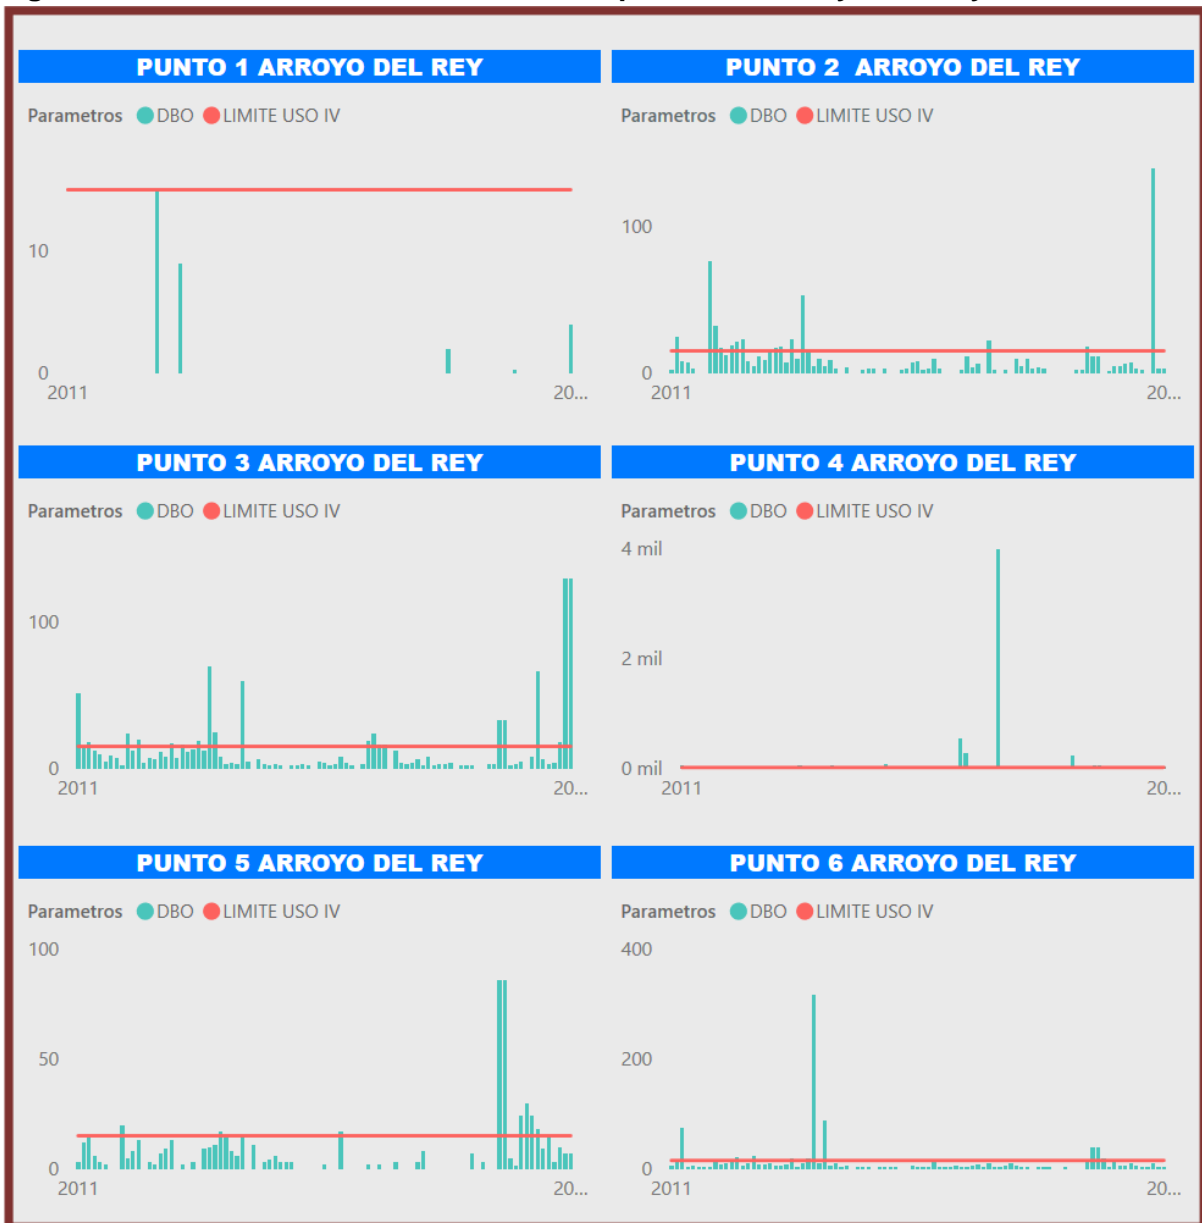 PUNTO 1 ARROYO DEL REY
Parametros DBO LIMITE USO IV
10
0
2011 20...
PUNTO 2 ARROYO DEL REY
Parametros DBO LIMITE USO IV
100
0
2011 20...
PUNTO 3 ARROYO DEL REY
Parametros DBO LIMITE USO IV
100
0
2011 20...
PUNTO 4 ARROYO DEL REY
Parametros DBO LIMITE USO IV
4 mil
2 mil
0 mil
2011 20...
PUNTO 5 ARROYO DEL REY
Parametros DBO LIMITE USO IV
100
50
0
2011 20...
PUNTO 6 ARROYO DEL REY
Parametros DBO LIMITE USO IV
400
200
0
2011 20...